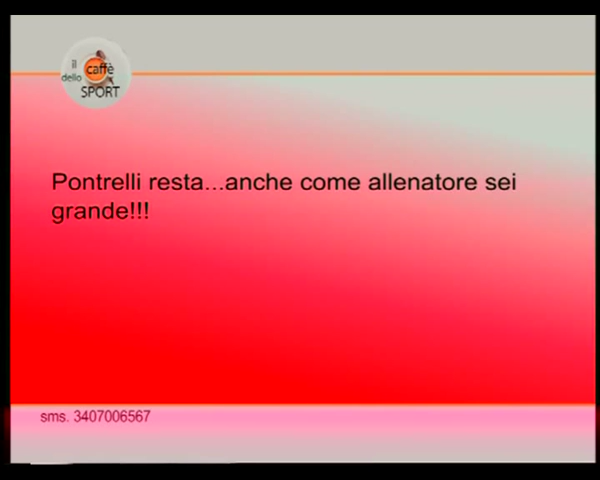 il caffè
dello
SPORT
Pontrelli resta...anche come allenatore sei
grande!!!
sms. 3407006567